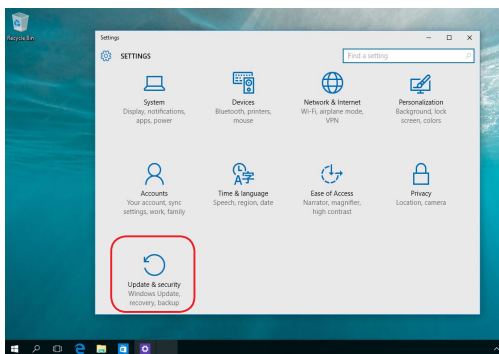 Recycle Bin
Settings
SETTINGS
Find a setting
System
Display, notifications,
apps, power
Devices
Bluetooth, printers,
mouse
Network & Internet
Wi-Fi, airplane mode,
VPN
Personalization
Background, lock
screen, colors
Accounts
Your account, sync
settings, work, family
Time & language
Speech, region, date
Ease of Access
Narrator, magnifier,
high contrast
Privacy
Location, camera
Update & security
Windows Update,
recovery, backup